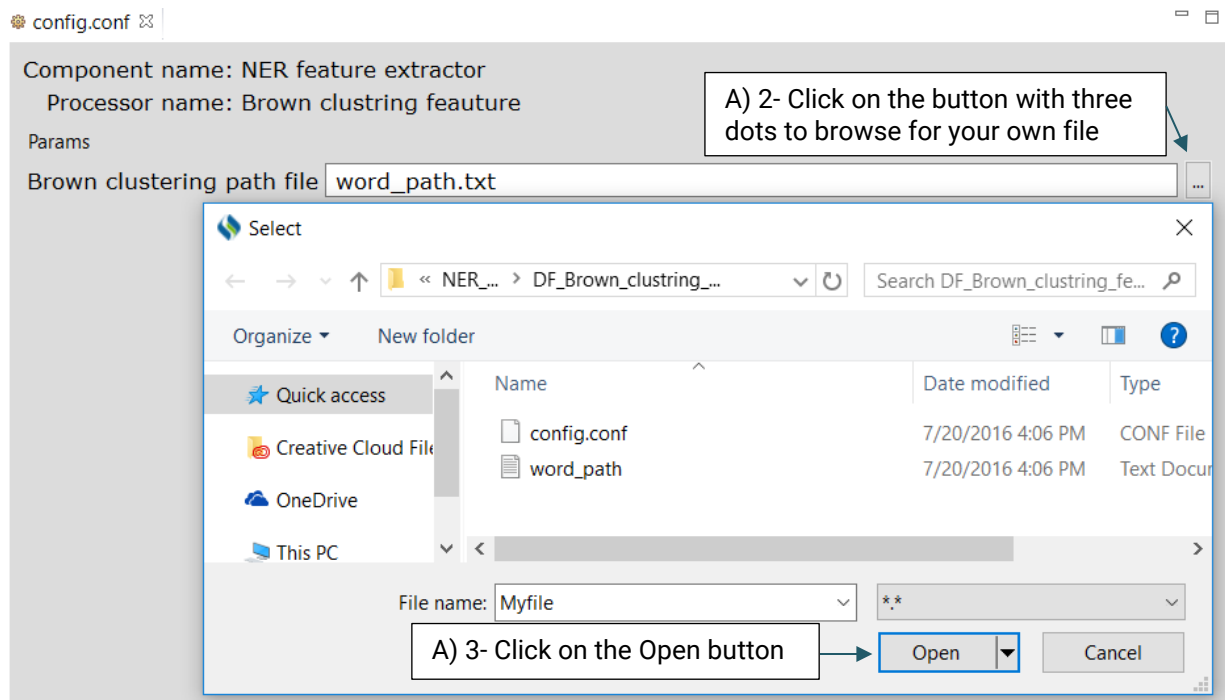 config.conf
Component name: NER feature extractor
Processor name: Brown clustring feauture
A) 2- Click on the button with three
dots to browse for your own file
Params
Brown clustering path file word_path.txt ...
Select
« NER_... > DF_Brown_clustring_... Search DF_Brown_clustring_fe...
Organize New folder ?
Quick access
Creative Cloud File
OneDrive
This PC
Name Date modified Type
config.conf 7/20/2016 4:06 PM CONF File
word_path 7/20/2016 4:06 PM Text Docur
File name: Myfile *.*
A) 3- Click on the Open button Open Cancel